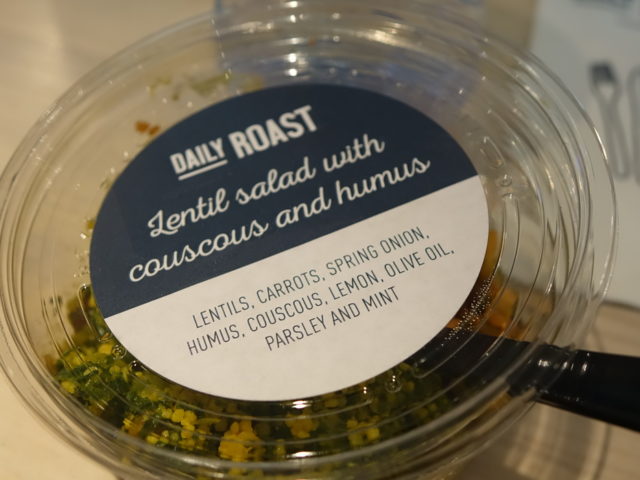 DAILY ROAST
Lentil salad with
couscous and humus
LENTILS, CARROTS, SPRING ONION,
HUMUS, COUSCOUS, LEMON, OLIVE OIL,
PARSLEY AND MINT